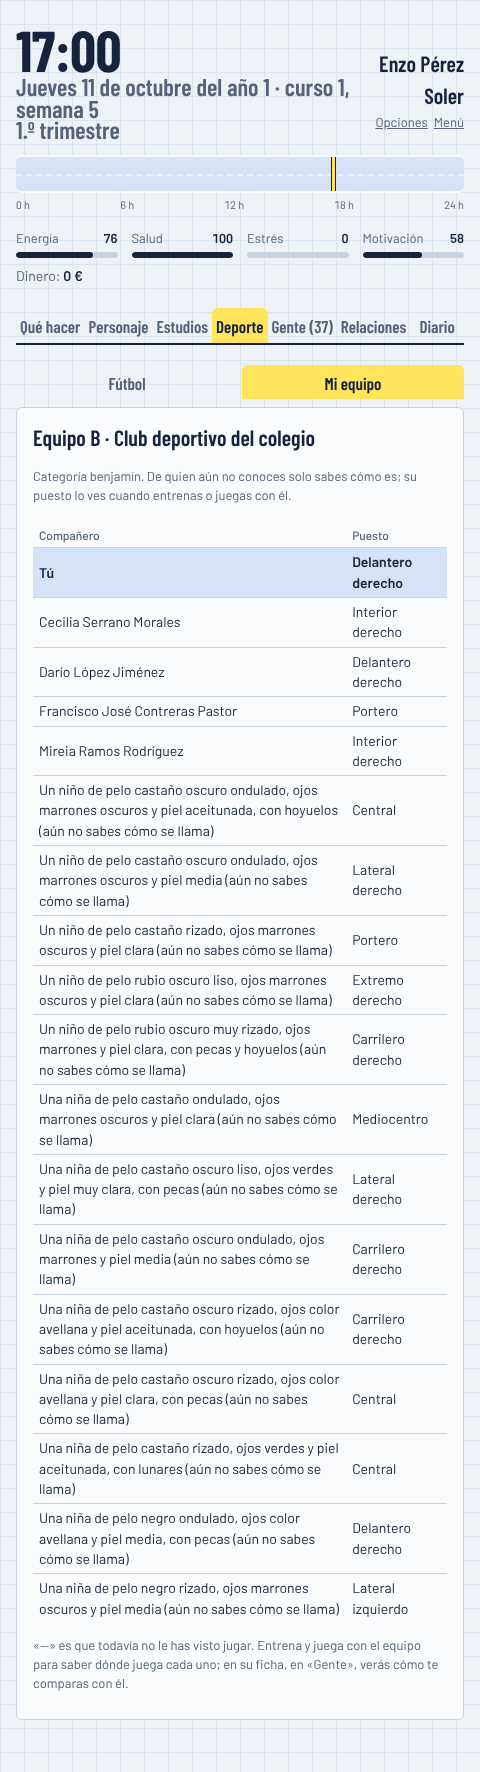 17:00
Jueves 11 de octubre del año 1 · curso 1,
semana 5
1.º trimestre
Enzo Pérez
Soler
Opciones Menú
0 h 6 h 12 h 18 h 24 h
Energía 76 Salud 100 Estrés 0 Motivación 58
Dinero: 0 €
Qué hacer Personaje Estudios Deporte Gente (37) Relaciones Diario
Fútbol Mi equipo
Equipo B · Club deportivo del colegio
Categoría benjamín. De quien aún no conoces solo sabes cómo es; su
puesto lo ves cuando entrenas o juegas con él.
Compañero Puesto
Tú Delantero
derecho
Cecilia Serrano Morales Interior
derecho
Darío López Jiménez Delantero
derecho
Francisco José Contreras Pastor Portero
Mireia Ramos Rodríguez Interior
derecho
Un niño de pelo castaño oscuro ondulado, ojos
marrones oscuros y piel aceitunada, con hoyuelos
(aún no sabes cómo se llama)
Central
Un niño de pelo castaño oscuro ondulado, ojos
marrones oscuros y piel media (aún no sabes
cómo se llama)
Lateral
derecho
Un niño de pelo castaño rizado, ojos marrones
oscuros y piel clara (aún no sabes cómo se llama)
Portero
Un niño de pelo rubio oscuro liso, ojos marrones
oscuros y piel clara (aún no sabes cómo se llama)
Extremo
derecho
Un niño de pelo rubio oscuro muy rizado, ojos
marrones y piel clara, con pecas y hoyuelos (aún
no sabes cómo se llama)
Carrilero
derecho
Una niña de pelo castaño ondulado, ojos
marrones oscuros y piel clara (aún no sabes cómo
se llama)
Mediocentro
Una niña de pelo castaño oscuro liso, ojos verdes
y piel muy clara, con pecas (aún no sabes cómo se
llama)
Lateral
derecho
Una niña de pelo castaño oscuro ondulado, ojos
marrones y piel media (aún no sabes cómo se
llama)
Carrilero
derecho
Una niña de pelo castaño oscuro rizado, ojos color
avellana y piel aceitunada, con hoyuelos (aún no
sabes cómo se llama)
Carrilero
derecho
Una niña de pelo castaño oscuro rizado, ojos color
avellana y piel clara, con pecas (aún no sabes
cómo se llama)
Central
Una niña de pelo castaño rizado, ojos verdes y piel
aceitunada, con lunares (aún no sabes cómo se
llama)
Central
Una niña de pelo negro ondulado, ojos color
avellana y piel media, con pecas (aún no sabes
cómo se llama)
Delantero
derecho
Una niña de pelo negro rizado, ojos marrones
oscuros y piel media (aún no sabes cómo se llama)
Lateral
izquierdo
«—» es que todavía no le has visto jugar. Entrena y juega con el equipo
para saber dónde juega cada uno; en su ficha, en «Gente», verás cómo te
comparas con él.